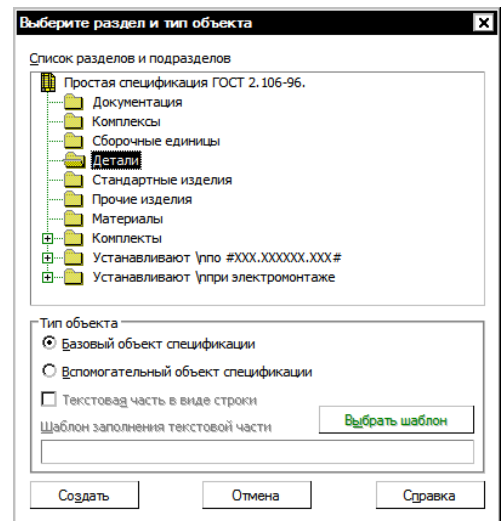 Выберите раздел и тип объекта
Список разделов и подразделов
Простая спецификация ГОСТ 2.106-96.
Документация
Комплексы
Сборочные единицы
Детали
Стандартные изделия
Прочие изделия
Материалы
Комплекты
Устанавливают \nпо #XXX.XXXXXX.XXX#
Устанавливают \nпри электромонтаже
Тип объекта
Базовый объект спецификации
Вспомогательный объект спецификации
Текстовая часть в виде строки
Шаблон заполнения текстовой части
Выбрать шаблон
Создать
Отмена
Справка